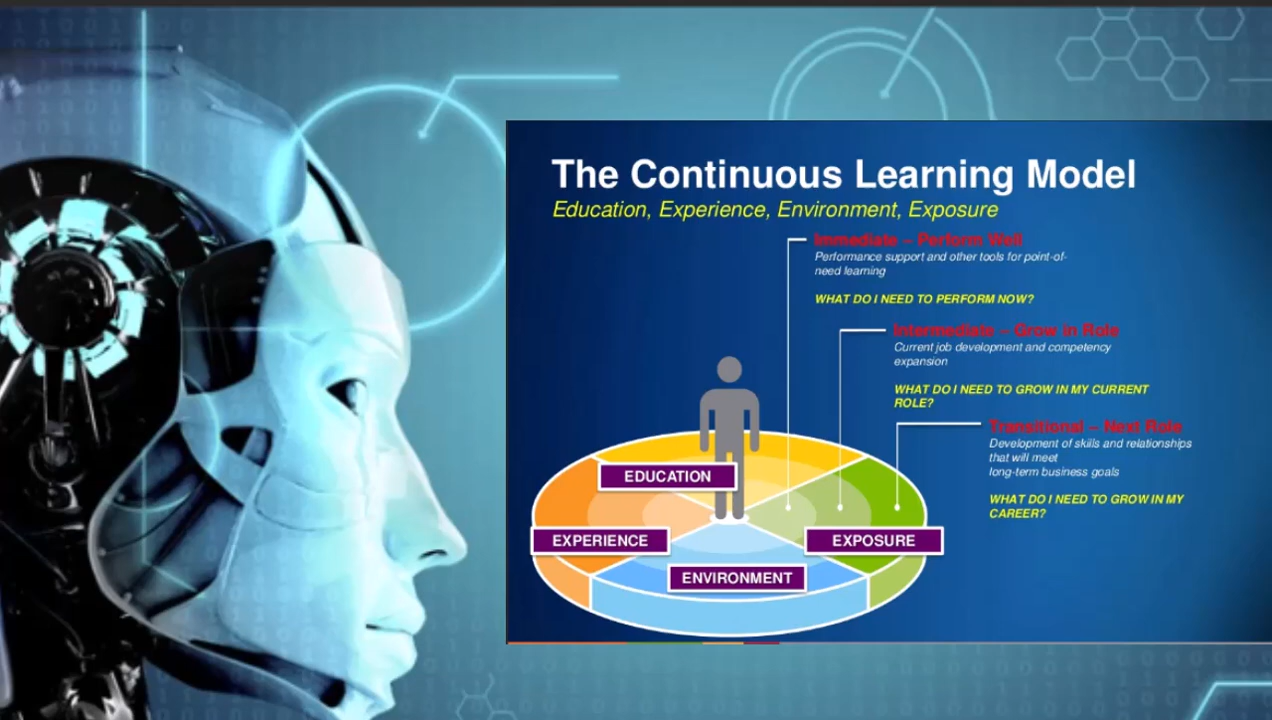 The Continuous Learning Model
Education, Experience, Environment, Exposure
Immediate – Perform Well
Performance support and other tools for point-of-
need learning
WHAT DO I NEED TO PERFORM NOW?
Intermediate – Grow in Role
Current job development and competency
expansion
WHAT DO I NEED TO GROW IN MY CURRENT
ROLE?
Transitional – Next Role
Development of skills and relationships
that will meet
long-term business goals
WHAT DO I NEED TO GROW IN MY
CAREER?
EDUCATION
EXPERIENCE
EXPOSURE
ENVIRONMENT